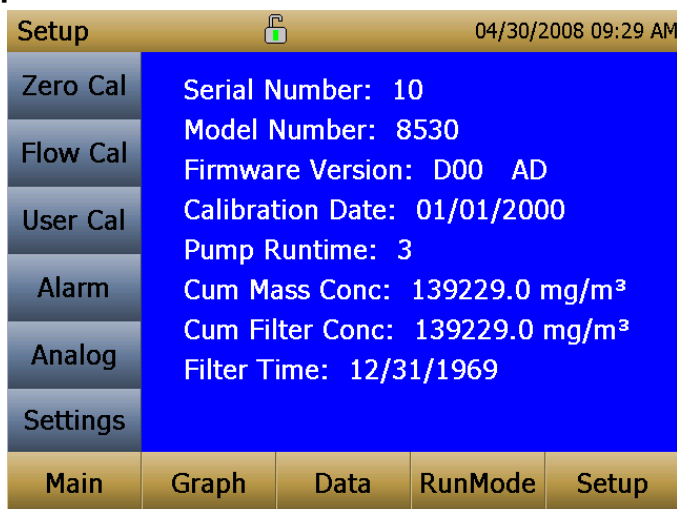 Setup 04/30/2008 09:29 AM
Zero Cal
Flow Cal
User Cal
Alarm
Analog
Settings
Serial Number: 10
Model Number: 8530
Firmware Version: D00 AD
Calibration Date: 01/01/2000
Pump Runtime: 3
Cum Mass Conc: 139229.0 mg/m³
Cum Filter Conc: 139229.0 mg/m³
Filter Time: 12/31/1969
Main Graph Data RunMode Setup